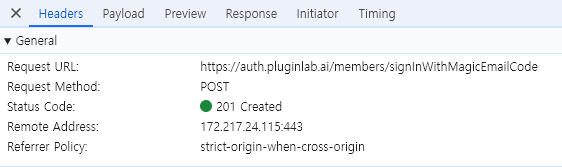 Headers Payload Preview Response Initiator Timing
General
Request URL: https://auth.pluginlab.ai/members/signInWithMagicEmailCode
Request Method: POST
Status Code: 201 Created
Remote Address: 172.217.24.115:443
Referrer Policy: strict-origin-when-cross-origin